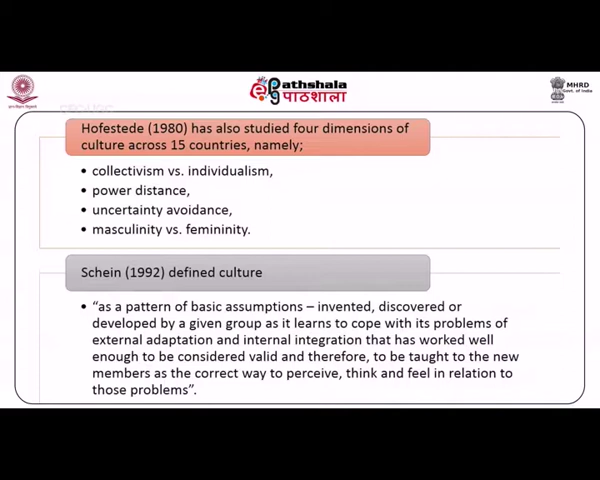 ePathshala
पाठशाला
MHRD
Govt. of India
Hofestede (1980) has also studied four dimensions of
culture across 15 countries, namely;
• collectivism vs. individualism,
• power distance,
• uncertainty avoidance,
• masculinity vs. femininity.
Schein (1992) defined culture
• “as a pattern of basic assumptions – invented, discovered or
developed by a given group as it learns to cope with its problems of
external adaptation and internal integration that has worked well
enough to be considered valid and therefore, to be taught to the new
members as the correct way to perceive, think and feel in relation to
those problems”.